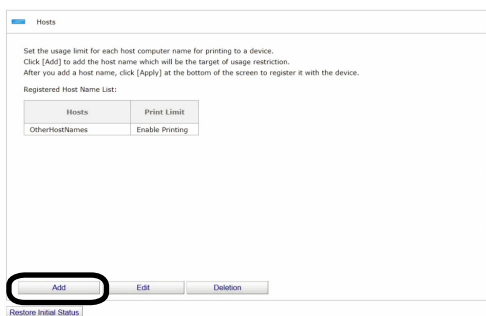 Hosts
Set the usage limit for each host computer name for printing to a device.
Click [Add] to add the host name which will be the target of usage restriction.
After you add a host name, click [Apply] at the bottom of the screen to register it with the device.
Registered Host Name List:
Hosts Print Limit
OtherHostNames Enable Printing
Add Edit Deletion
Restore Initial Status